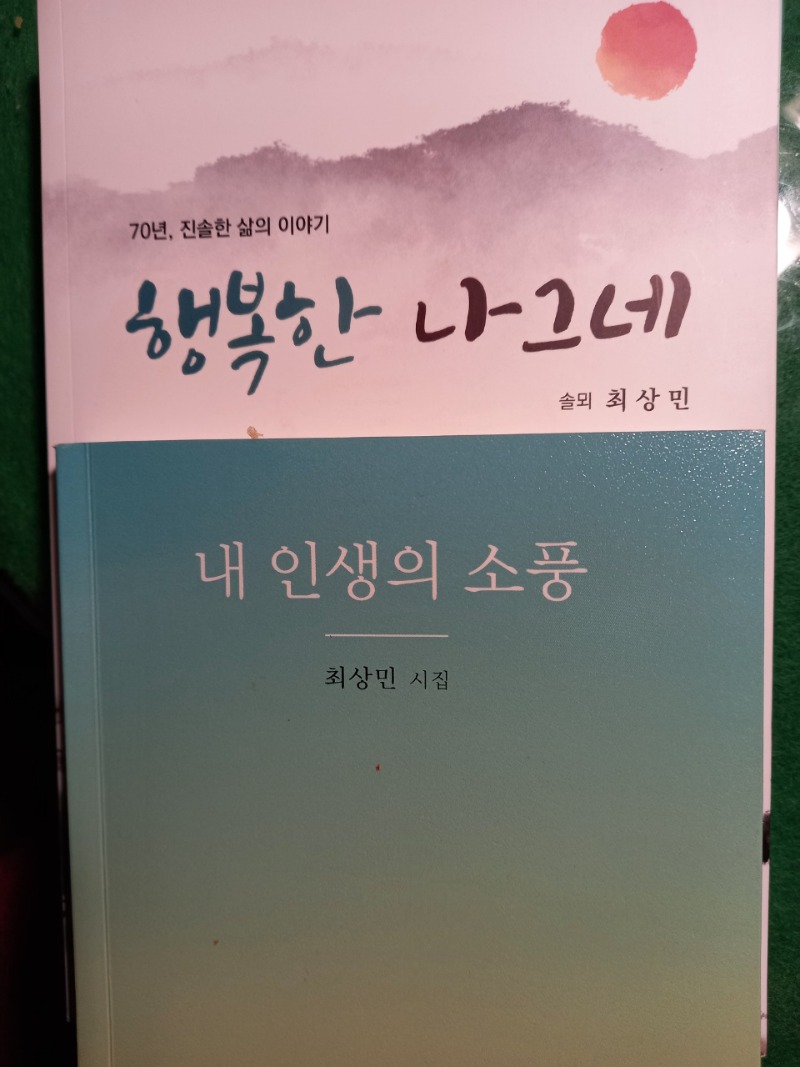 70년, 진솔한 삶의 이야기
행복한 나그네
솔뫼 최상민
내 인생의 소풍
최상민 시집